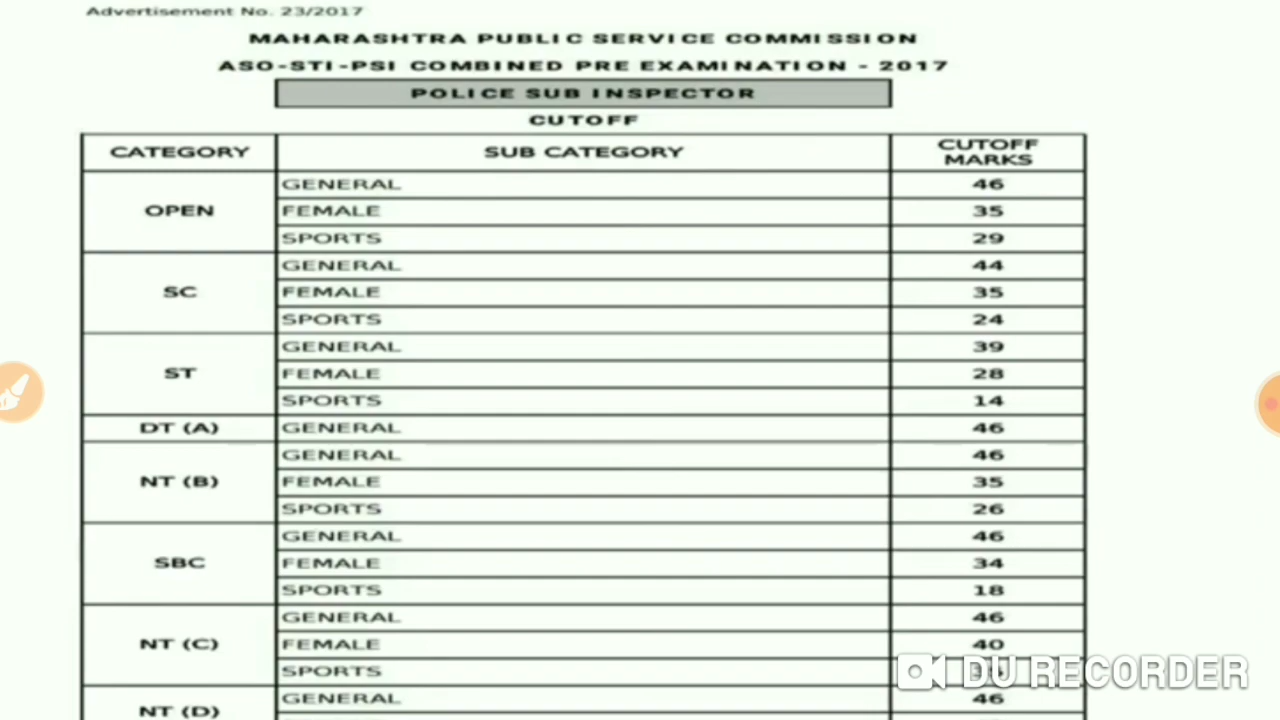 Advertisement No. 23/2017
MAHARASHTRA PUBLIC SERVICE COMMISSION
ASO-STI-PSI COMBINED PRE EXAMINATION - 2017
POLICE SUB INSPECTOR
CUTOFF
CATEGORY SUB CATEGORY CUTOFF MARKS
OPEN GENERAL 46
FEMALE 35
SPORTS 29
SC GENERAL 44
FEMALE 35
SPORTS 24
ST GENERAL 39
FEMALE 28
SPORTS 14
DT (A) GENERAL 46
NT (B) GENERAL 46
FEMALE 35
SPORTS 26
SBC GENERAL 46
FEMALE 34
SPORTS 18
NT (C) GENERAL 46
FEMALE 40
SPORTS
NT (D) GENERAL 46
DU RECORDER